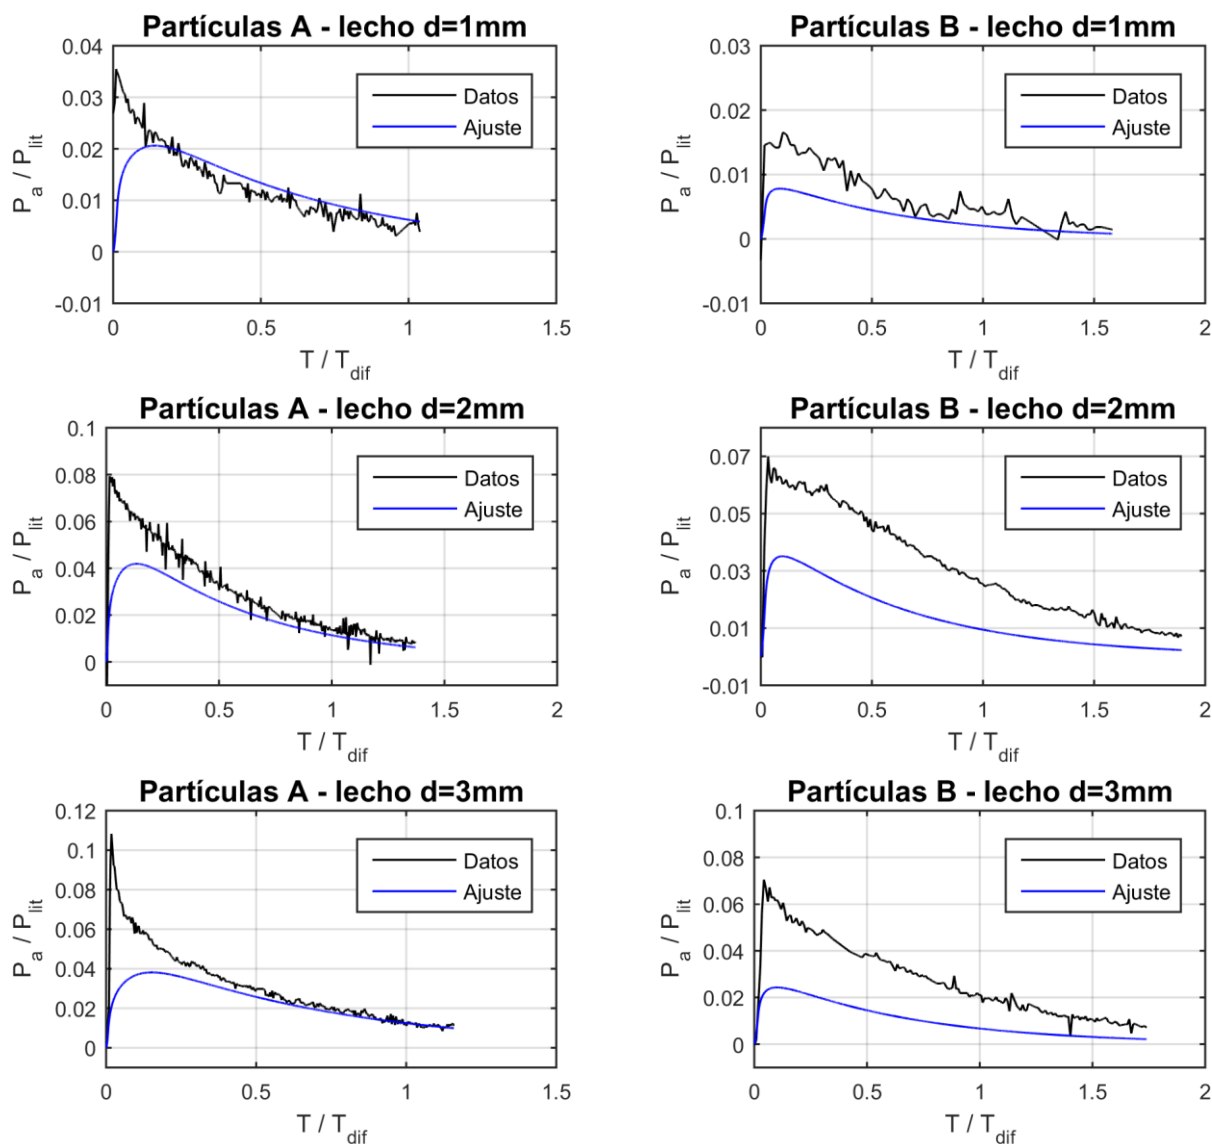 Partículas A - lecho d=1mm
0.04
0.03
0.02
0.01
0
-0.01
P_a / P_lit
Datos
Ajuste
0 0.5 1 1.5
T / T_dif
Partículas B - lecho d=1mm
0.03
0.02
0.01
0
-0.01
P_a / P_lit
Datos
Ajuste
0 0.5 1 1.5 2
T / T_dif
Partículas A - lecho d=2mm
0.1
0.08
0.06
0.04
0.02
0
P_a / P_lit
Datos
Ajuste
0 0.5 1 1.5 2
T / T_dif
Partículas B - lecho d=2mm
0.07
0.05
0.03
0.01
-0.01
P_a / P_lit
Datos
Ajuste
0 0.5 1 1.5 2
T / T_dif
Partículas A - lecho d=3mm
0.12
0.1
0.08
0.06
0.04
0.02
0
P_a / P_lit
Datos
Ajuste
0 0.5 1 1.5
T / T_dif
Partículas B - lecho d=3mm
0.1
0.08
0.06
0.04
0.02
0
P_a / P_lit
Datos
Ajuste
0 0.5 1 1.5 2
T / T_dif